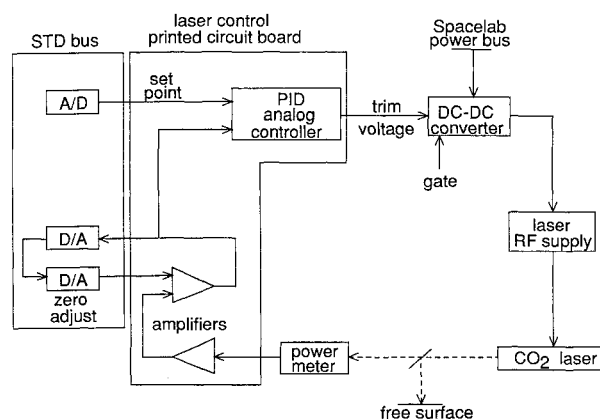 STD bus
laser control
printed circuit board
Spacelab
power bus
A/D
set
point
PID
analog
controller
trim
voltage
DC-DC
converter
gate
D/A
D/A
zero
adjust
laser
RF supply
amplifiers
power
meter
CO2 laser
free surface